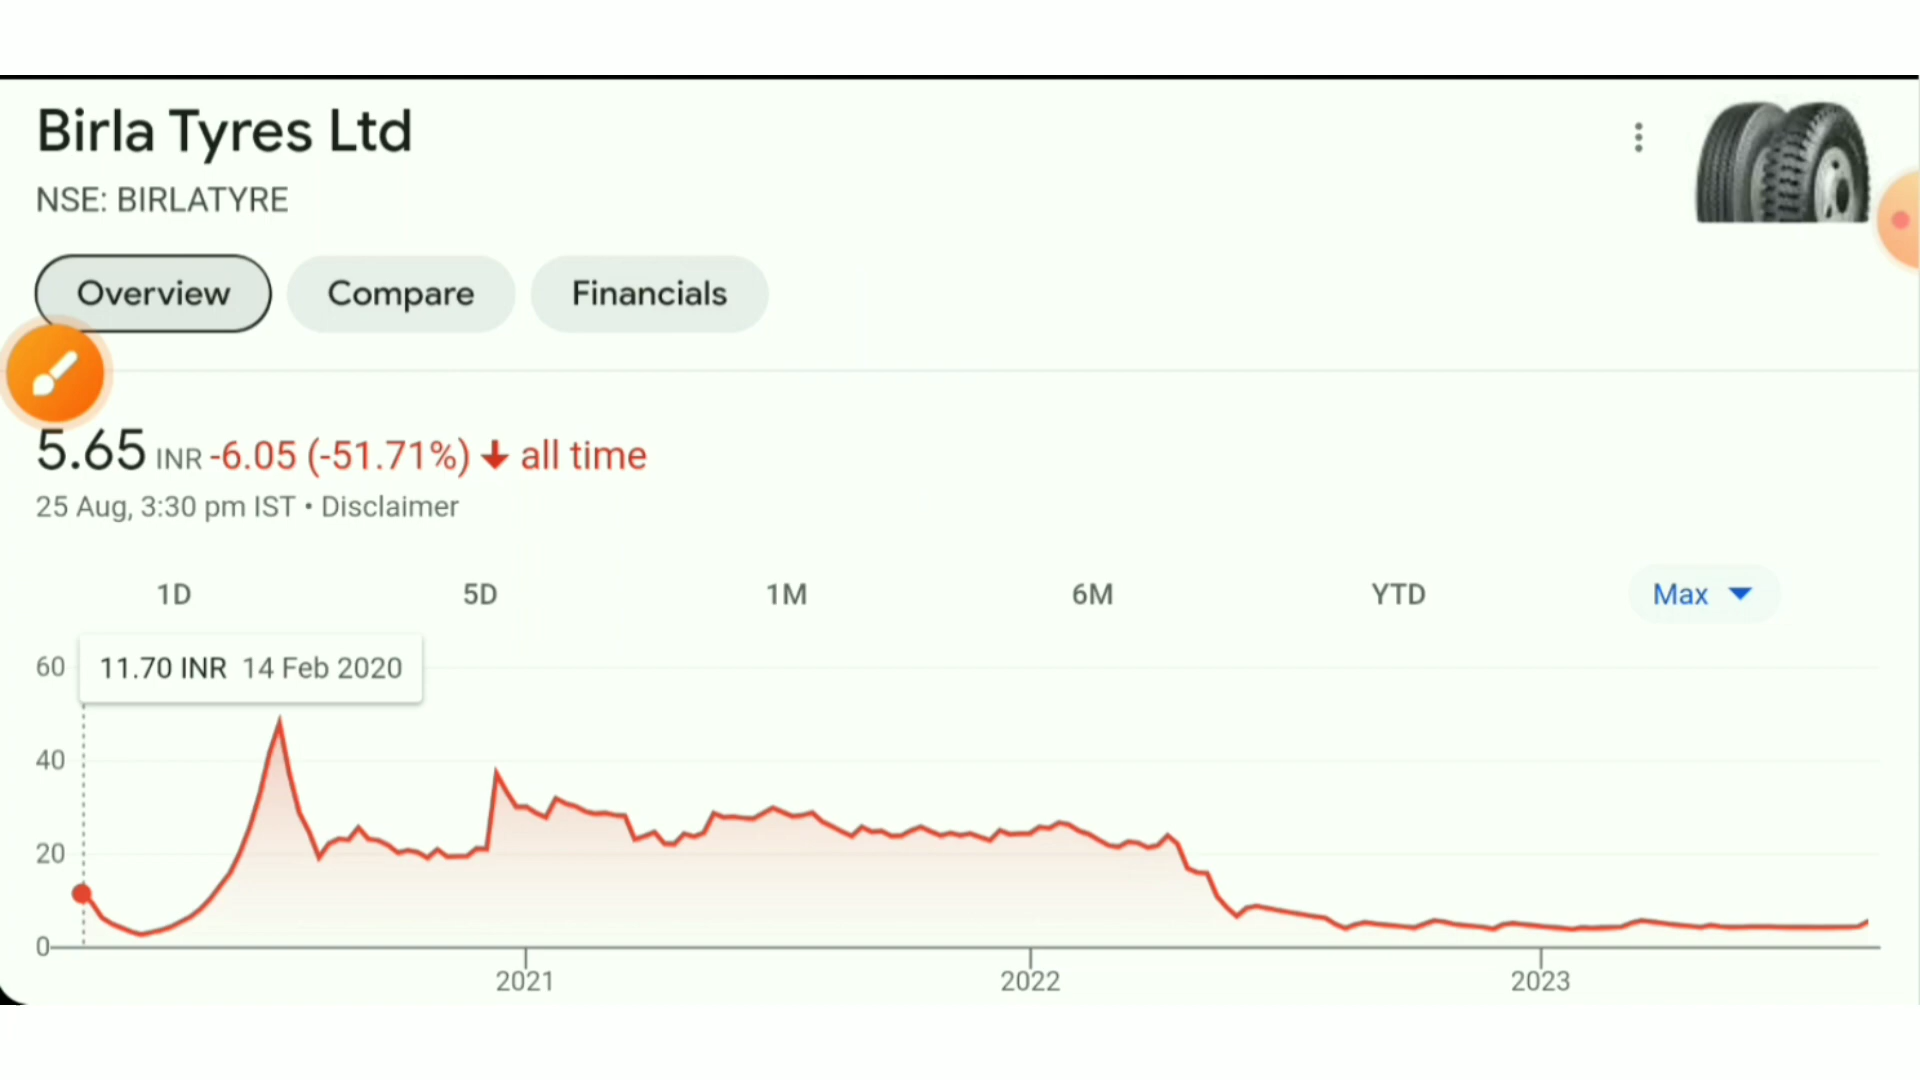 Birla Tyres Ltd
NSE: BIRLATYRE
Overview Compare Financials
5.65 INR -6.05 (-51.71%) ↓ all time
25 Aug, 3:30 pm IST • Disclaimer
1D 5D 1M 6M YTD Max
60
11.70 INR 14 Feb 2020
40
20
0
2021 2022 2023